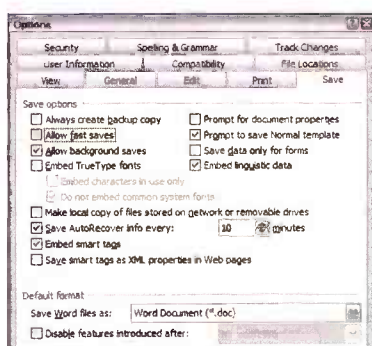 Options
Security Spelling & Grammar Track Changes
User Information Compatibility File Locations
View General Edit Print Save
Save options
Always create backup copy Prompt for document properties
Allow fast saves Prompt to save Normal template
Allow background saves Save data only for forms
Embed TrueType fonts Embed linguistic data
Embed characters in use only
Do not embed common system fonts
Make local copy of files stored on network or removable drives
Save AutoRecover info every: 10 minutes
Embed smart tags
Save smart tags as XML properties in Web pages
Default format
Save Word files as: Word Document (*.doc)
Disable features introduced after: